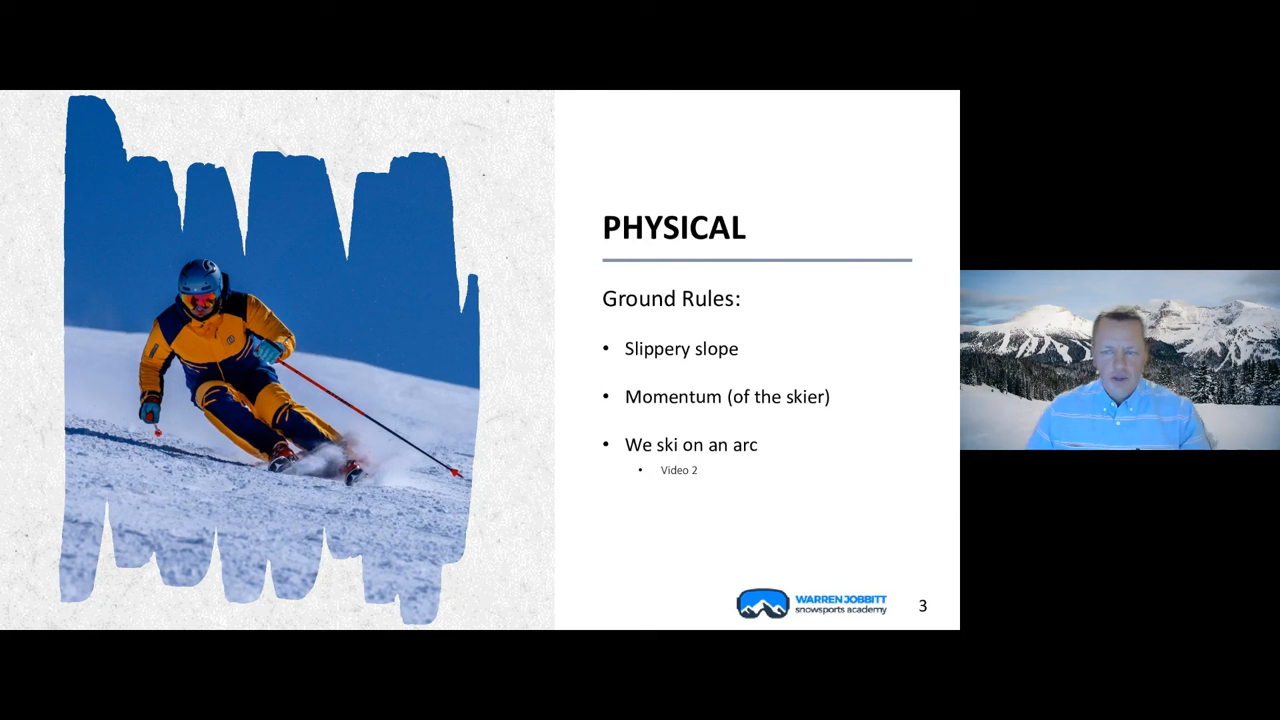 PHYSICAL
Ground Rules:
• Slippery slope
• Momentum (of the skier)
• We ski on an arc
• Video 2
WARREN JOBBITT
snowsports academy
3